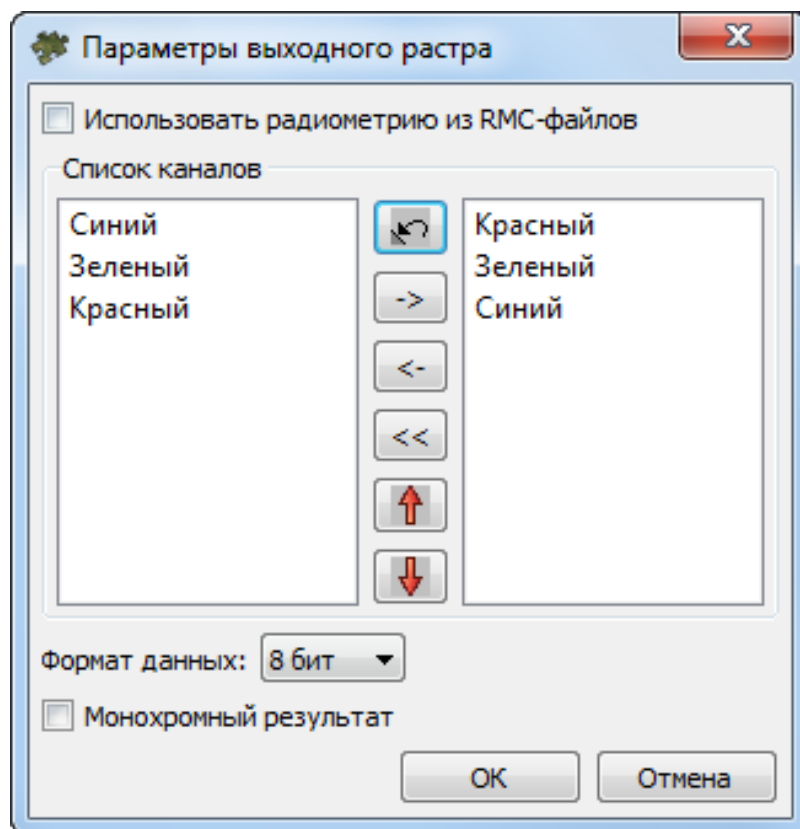 Параметры выходного растра
Использовать радиометрию из RMC-файлов
Список каналов
Синий
Зеленый
Красный
->
<-
<<
Красный
Зеленый
Синий
Формат данных: 8 бит
Монохромный результат
ОК Отмена